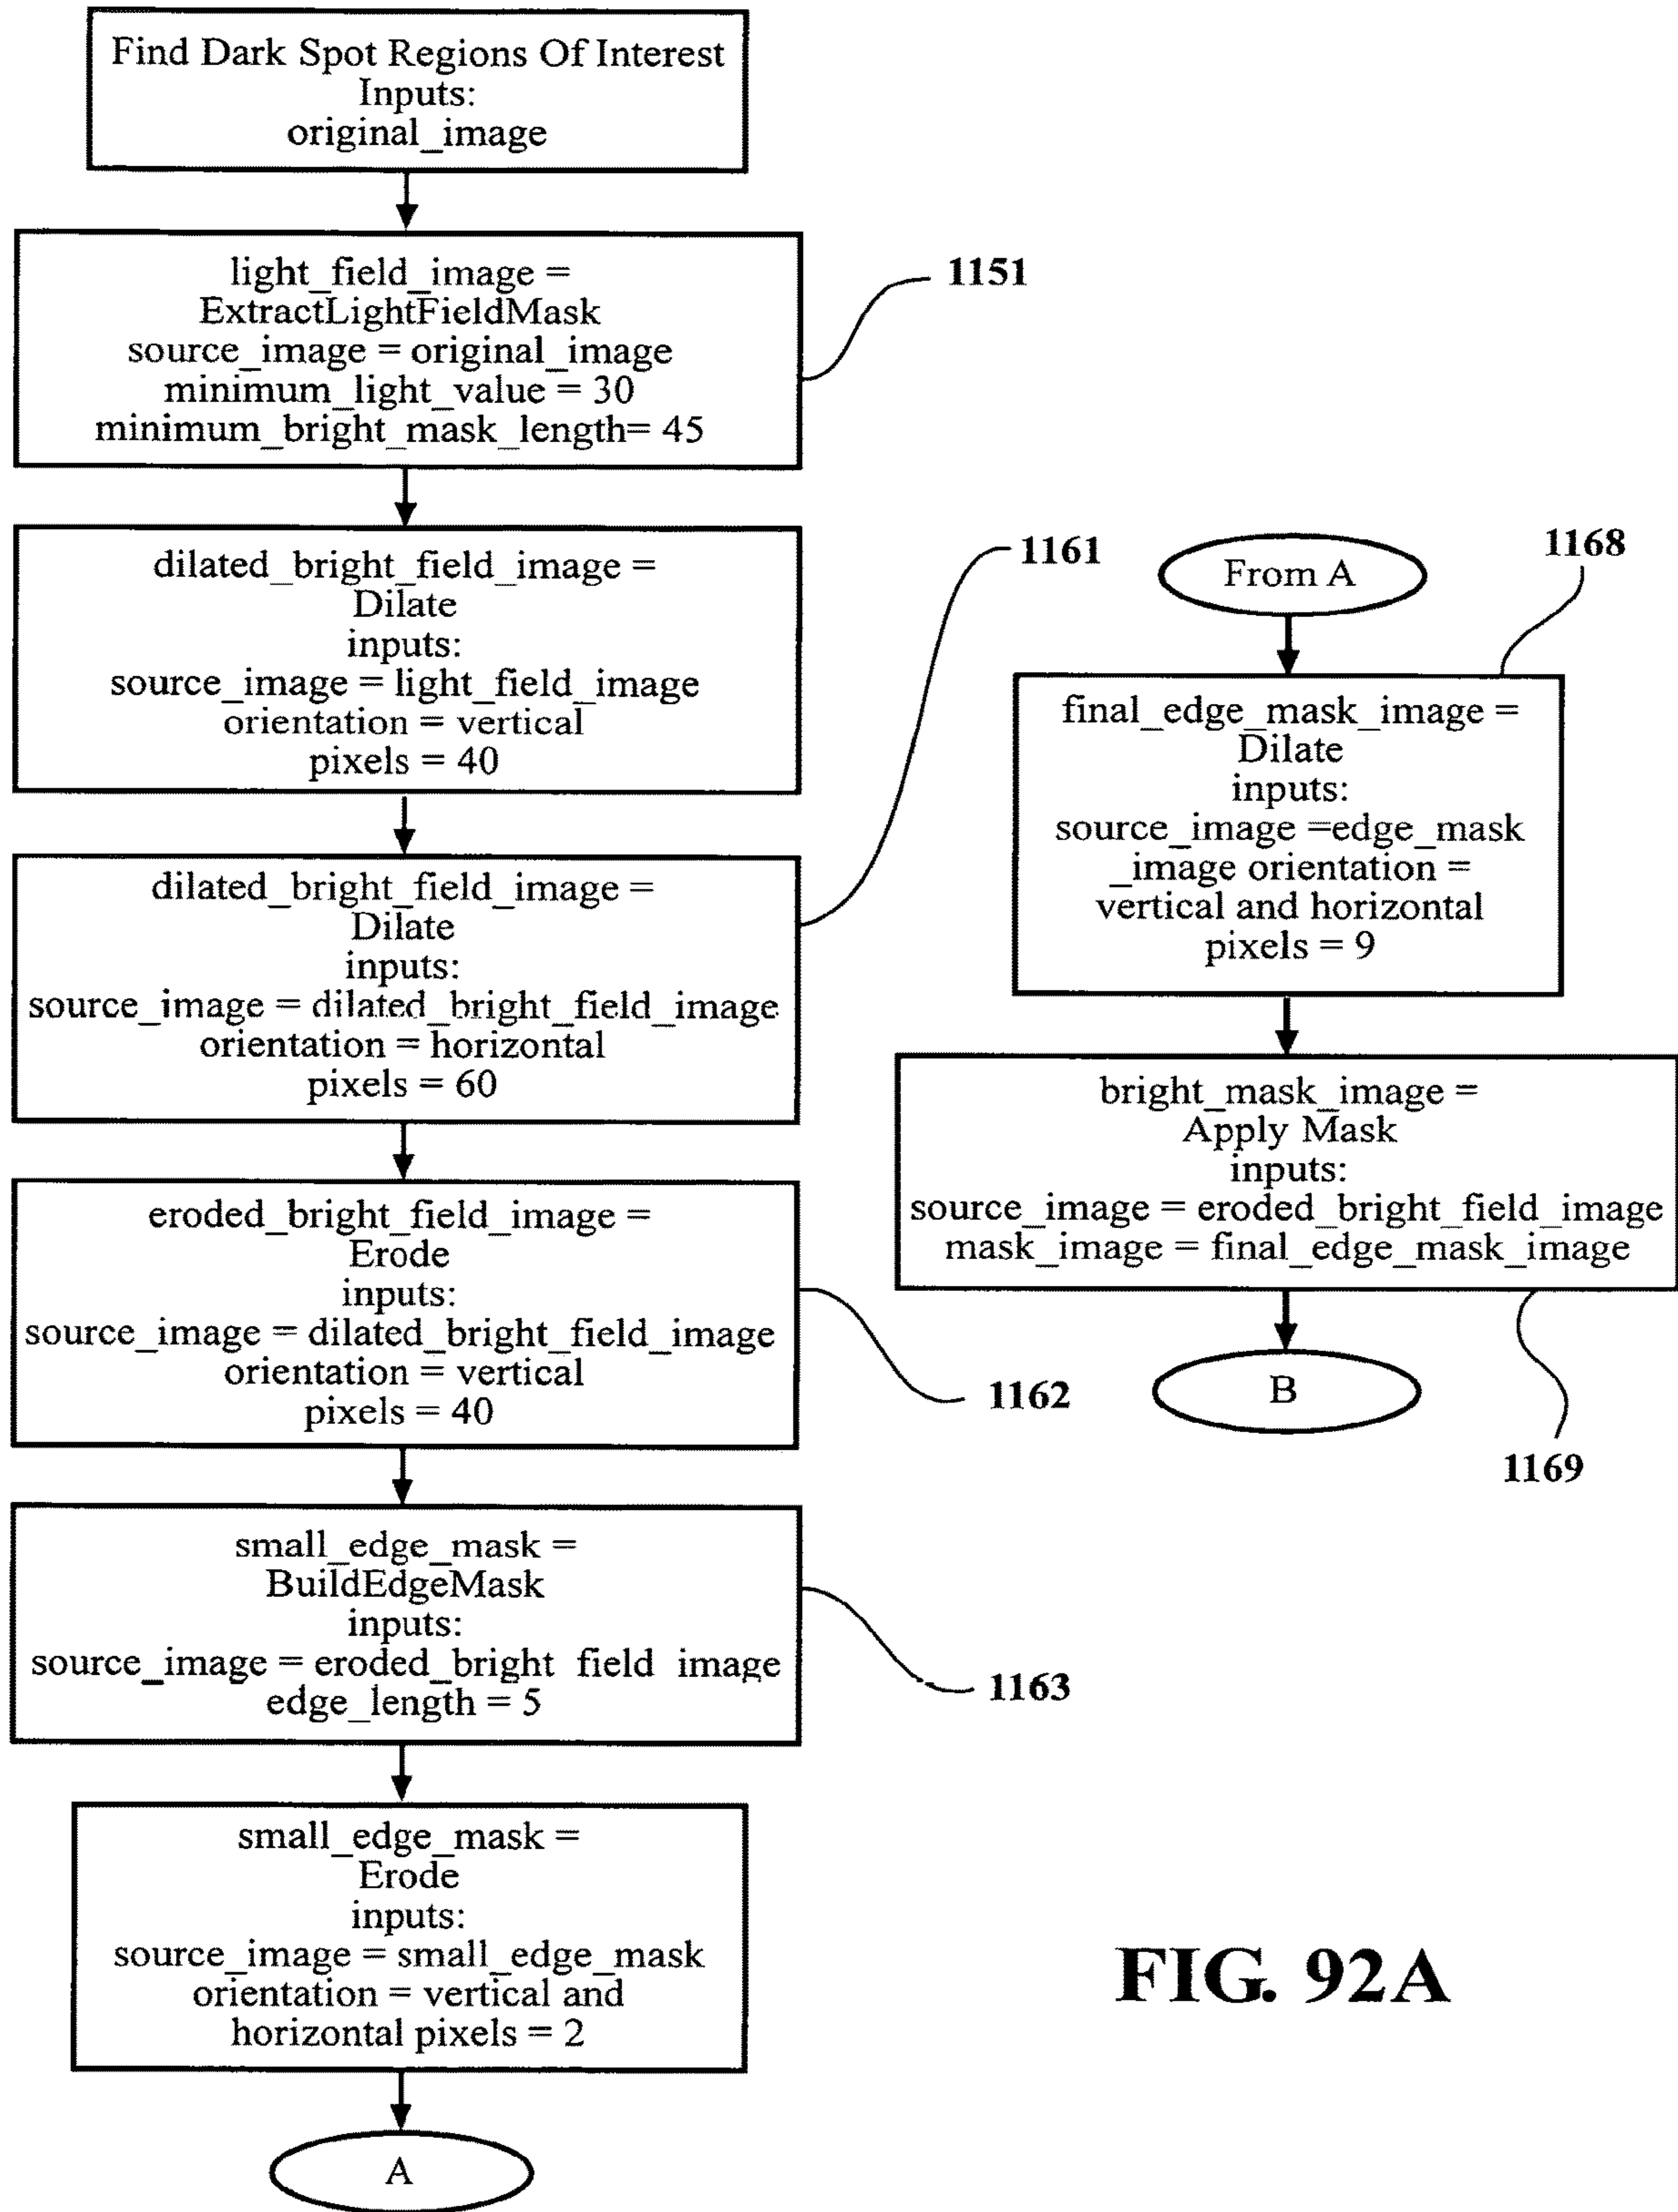 Find Dark Spot Regions Of Interest
Inputs:
original_image
light_field_image =
ExtractLightFieldMask
source_image = original_image
minimum_light_value = 30
minimum_bright_mask_length= 45
1151
dilated_bright_field_image =
Dilate
inputs:
source_image = light_field_image
orientation = vertical
pixels = 40
1161
dilated_bright_field_image =
Dilate
inputs:
source_image = dilated_bright_field_image
orientation = horizontal
pixels = 60
eroded_bright_field_image =
Erode
inputs:
source_image = dilated_bright_field_image
orientation = vertical
pixels = 40
1162
small_edge_mask =
BuildEdgeMask
inputs:
source_image = eroded_bright field image
edge_length = 5
1163
small_edge_mask =
Erode
inputs:
source_image = small_edge_mask
orientation = vertical and
horizontal pixels = 2
A
From A
1168
final_edge_mask_image =
Dilate
inputs:
source_image =edge_mask
_image orientation =
vertical and horizontal
pixels = 9
bright_mask_image =
Apply Mask
inputs:
source_image = eroded_bright_field_image
mask_image = final_edge_mask_image
B
1169
FIG. 92A